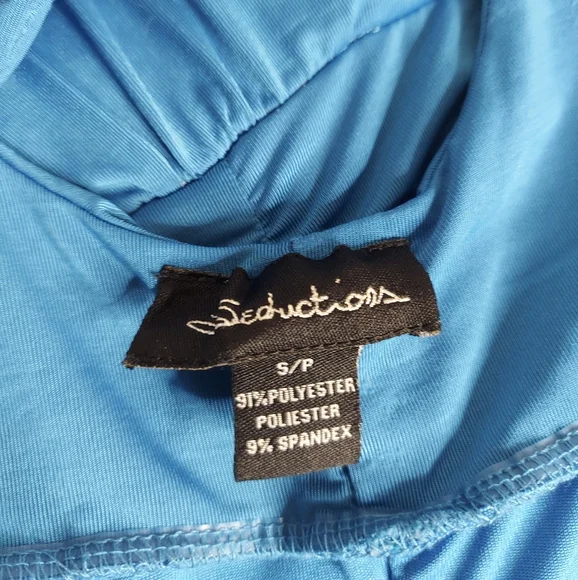 Seductions
S/P
91%POLYESTER
POLIESTER
9% SPANDEX